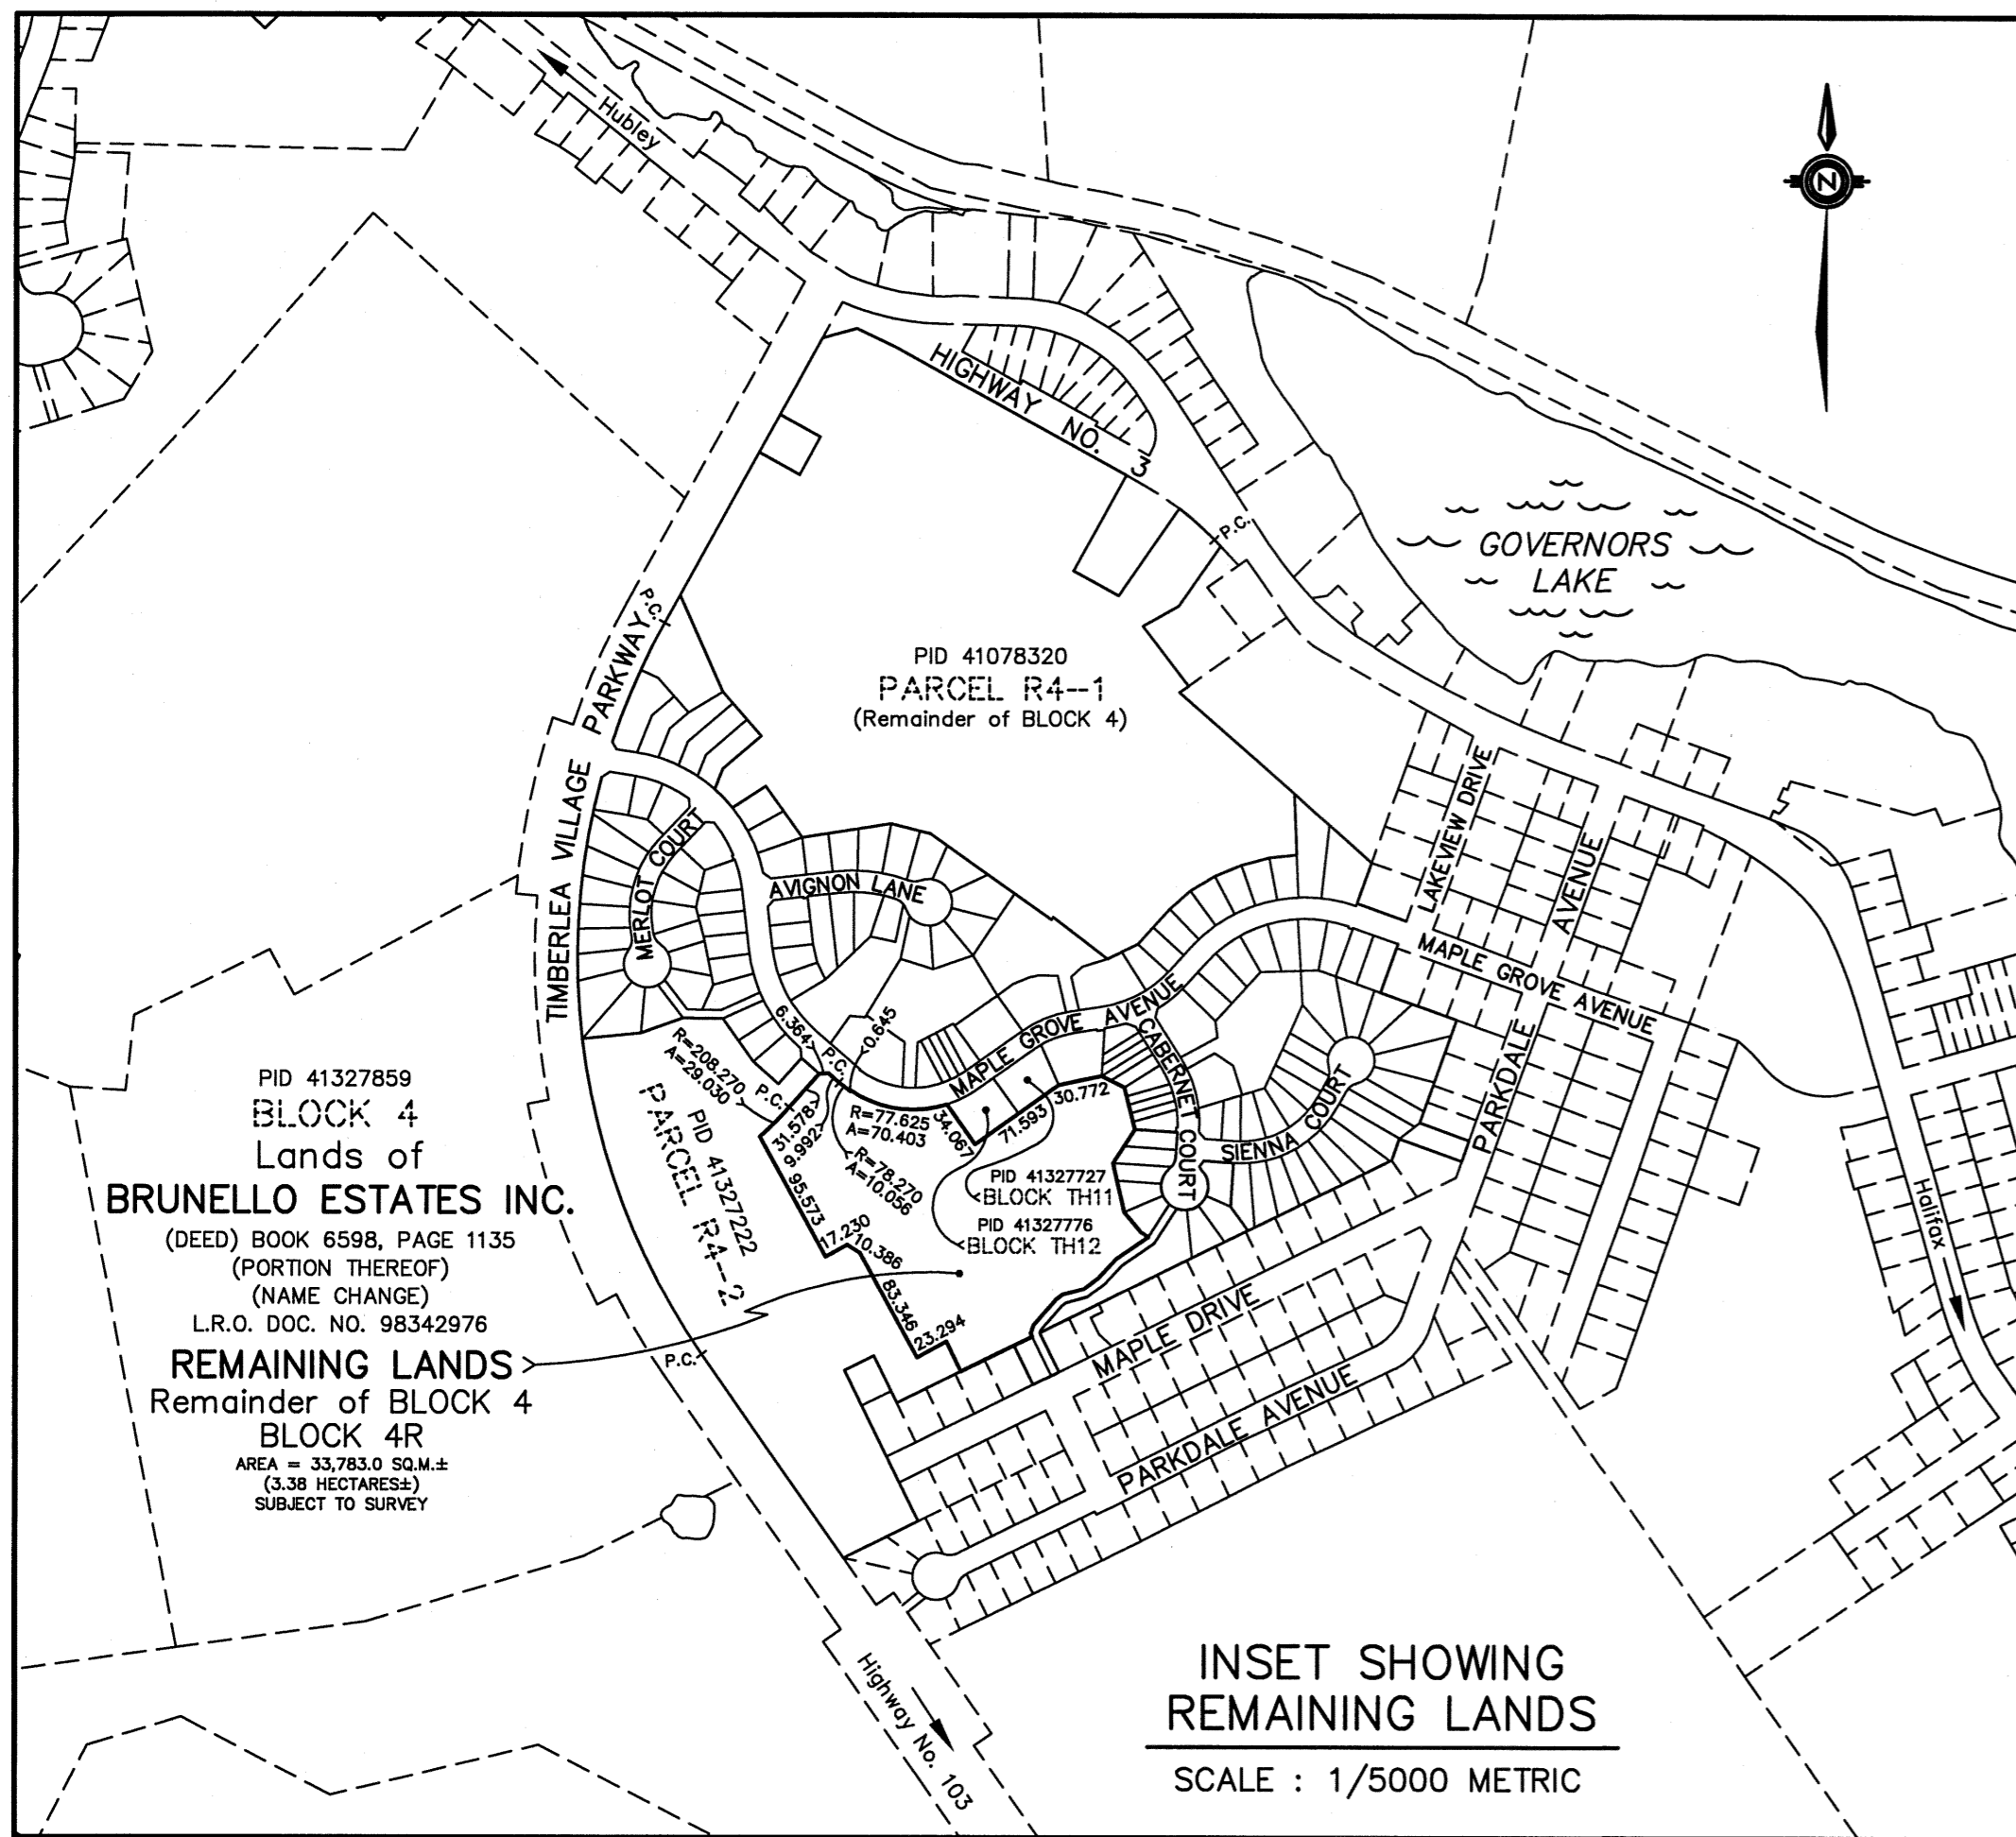 Hubley
N
HIGHWAY NO. 3
P.C.
GOVERNORS
LAKE
P.C.
PID 41078320
PARCEL R4-1
(Remainder of BLOCK 4)
TIMBERLEA VILLAGE PARKWAY
MERLOT COURT
AVIGNON LANE
LAKEVIEW DRIVE
AVENUE
MAPLE GROVE AVENUE
PARKDALE
MAPLE GROVE AVENUE
CABERNET COURT
SIENNA COURT
6.364
P.C.
0.645
R=208.270
A=29.030
P.C.
31.578
9.992
R=77.625
A=70.403
34.067
71.593
30.772
R=78.270
A=10.056
95.573
17.230
10.386
83.346
23.294
PID 41327222
PARCEL R4-2
PID 41327727
BLOCK TH11
PID 41327776
BLOCK TH12
PID 41327859
BLOCK 4
Lands of
BRUNELLO ESTATES INC.
(DEED) BOOK 6598, PAGE 1135
(PORTION THEREOF)
(NAME CHANGE)
L.R.O. DOC. NO. 98342976
REMAINING LANDS
Remainder of BLOCK 4
BLOCK 4R
AREA = 33,783.0 SQ.M.±
(3.38 HECTARES±)
SUBJECT TO SURVEY
P.C.
MAPLE DRIVE
PARKDALE AVENUE
Halifax
Highway No. 103
INSET SHOWING
REMAINING LANDS
SCALE : 1/5000 METRIC